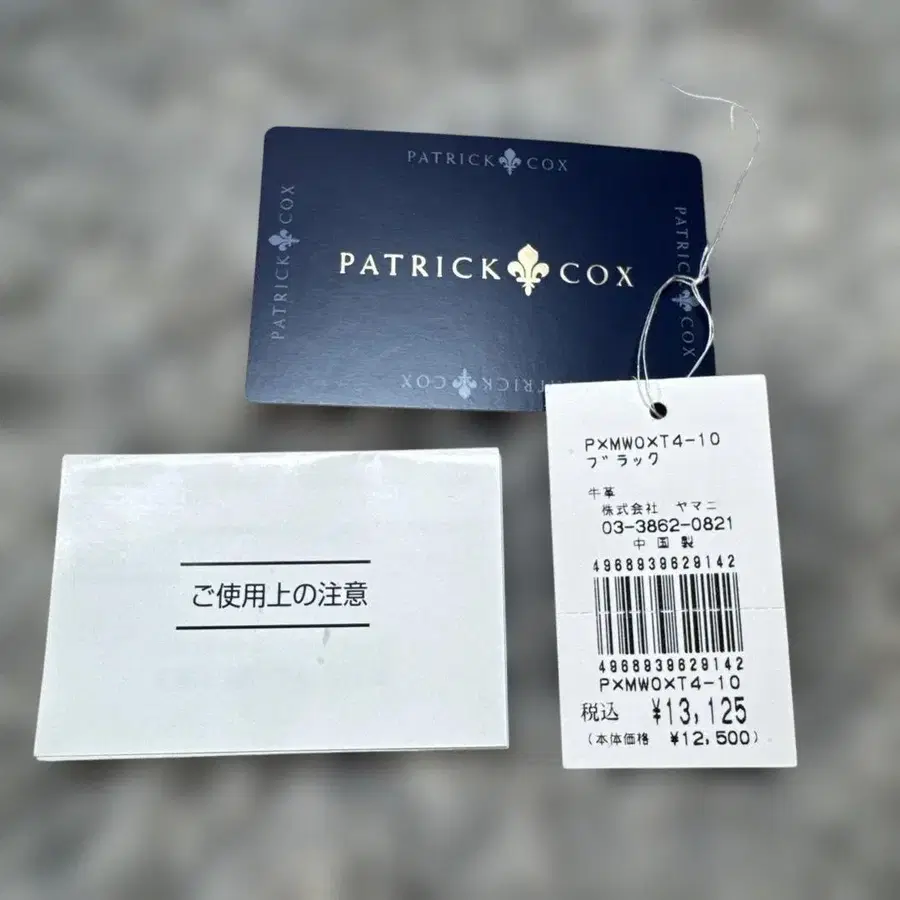 PATRICK COX
PATRICK COX
PATRICK COX
PATRICK COX
PATRICK COX
ご使用上の注意
P×MW0×T4-10
ブラック
牛革
株式会社 ヤマニ
03-3862-0821
中国製
4968939629142
4968939629142
P×MW0×T4-10
税込 ¥13,125
(本体価格 ¥12,500)